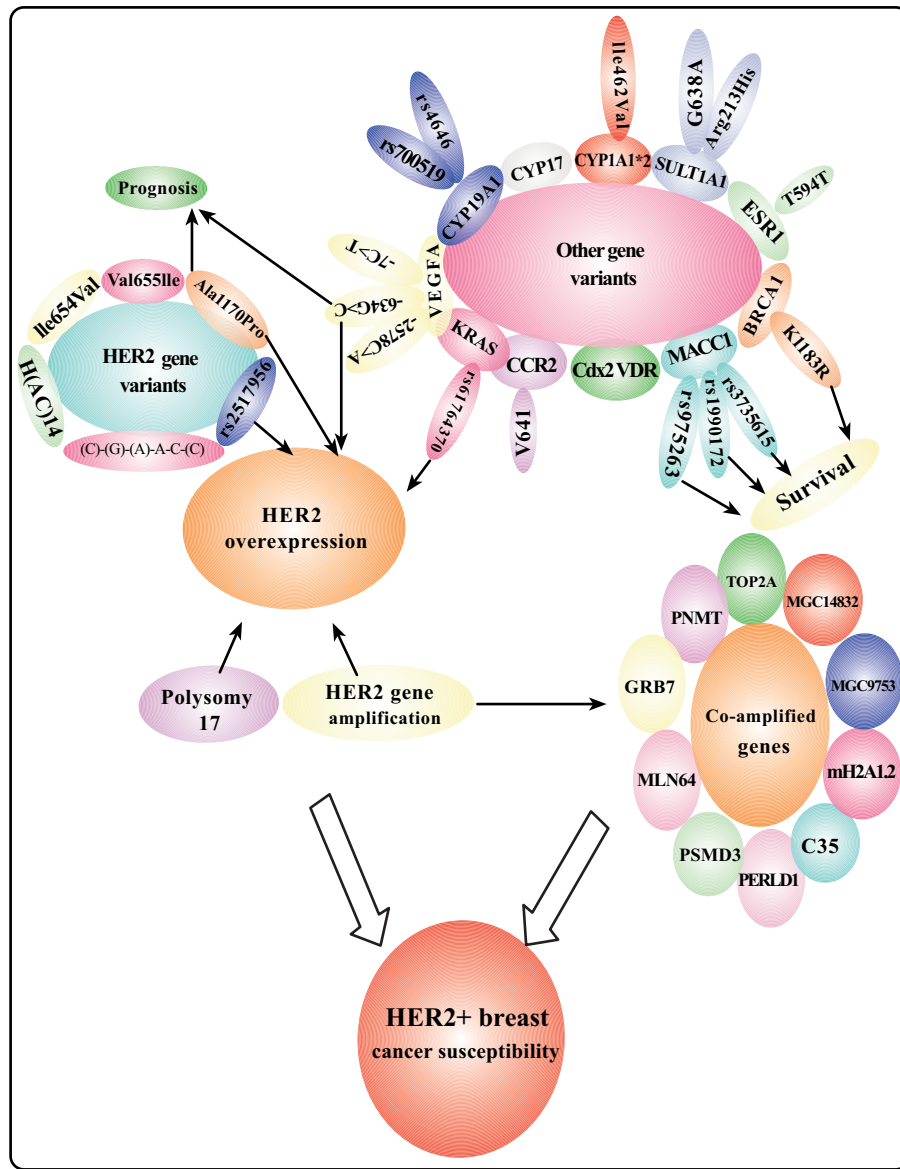 Prognosis
Ile654Val
Val655Ile
Ala1170Pro
H(AC)14
HER2 gene
variants
rs2517956
(C)-(G)-(A)-A-C-(C)
rs700519
rs4646
CYP19A1
CYP17
Ile462Val
CYP1A1*2
G638A
Arg213His
SULT1A1
T594T
ESR1
Other gene
variants
VEGFA
-7C>T
-634G>C
-2578C>A
KRAS
rs61764370
CCR2
V641
Cdx2 VDR
MACC1
rs975263
rs1990172
rs3735615
BRCA1
K1183R
Survival
HER2
overexpression
Polysomy
17
HER2 gene
amplification
TOP2A
MGC14832
PNMT
GRB7
MGC9753
Co-amplified
genes
MLN64
mH2A1.2
PSMD3
C35
PERLD1
HER2+ breast
cancer susceptibility